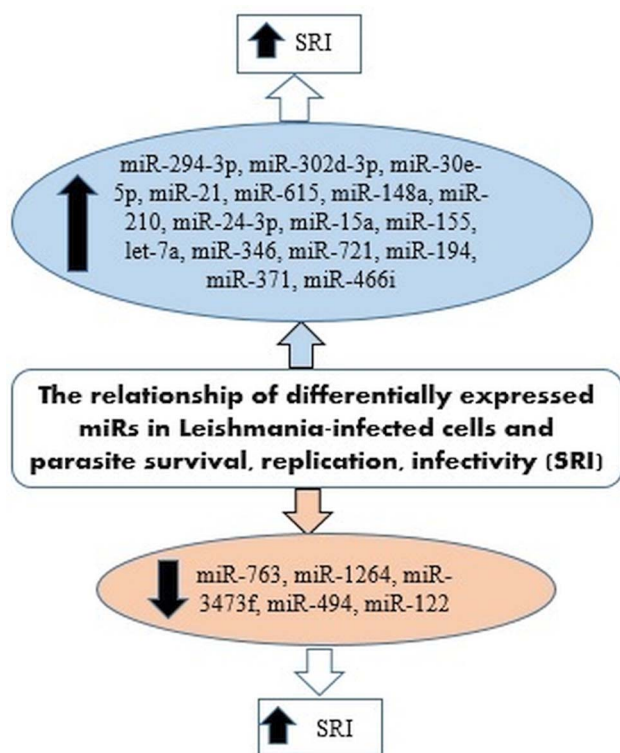 SRI
miR-294-3p, miR-302d-3p, miR-30e-
5p, miR-21, miR-615, miR-148a, miR-
210, miR-24-3p, miR-15a, miR-155,
let-7a, miR-346, miR-721, miR-194,
miR-371, miR-466i
The relationship of differentially expressed
miRs in Leishmania-infected cells and
parasite survival, replication, infectivity (SRI)
miR-763, miR-1264, miR-
3473f, miR-494, miR-122
SRI